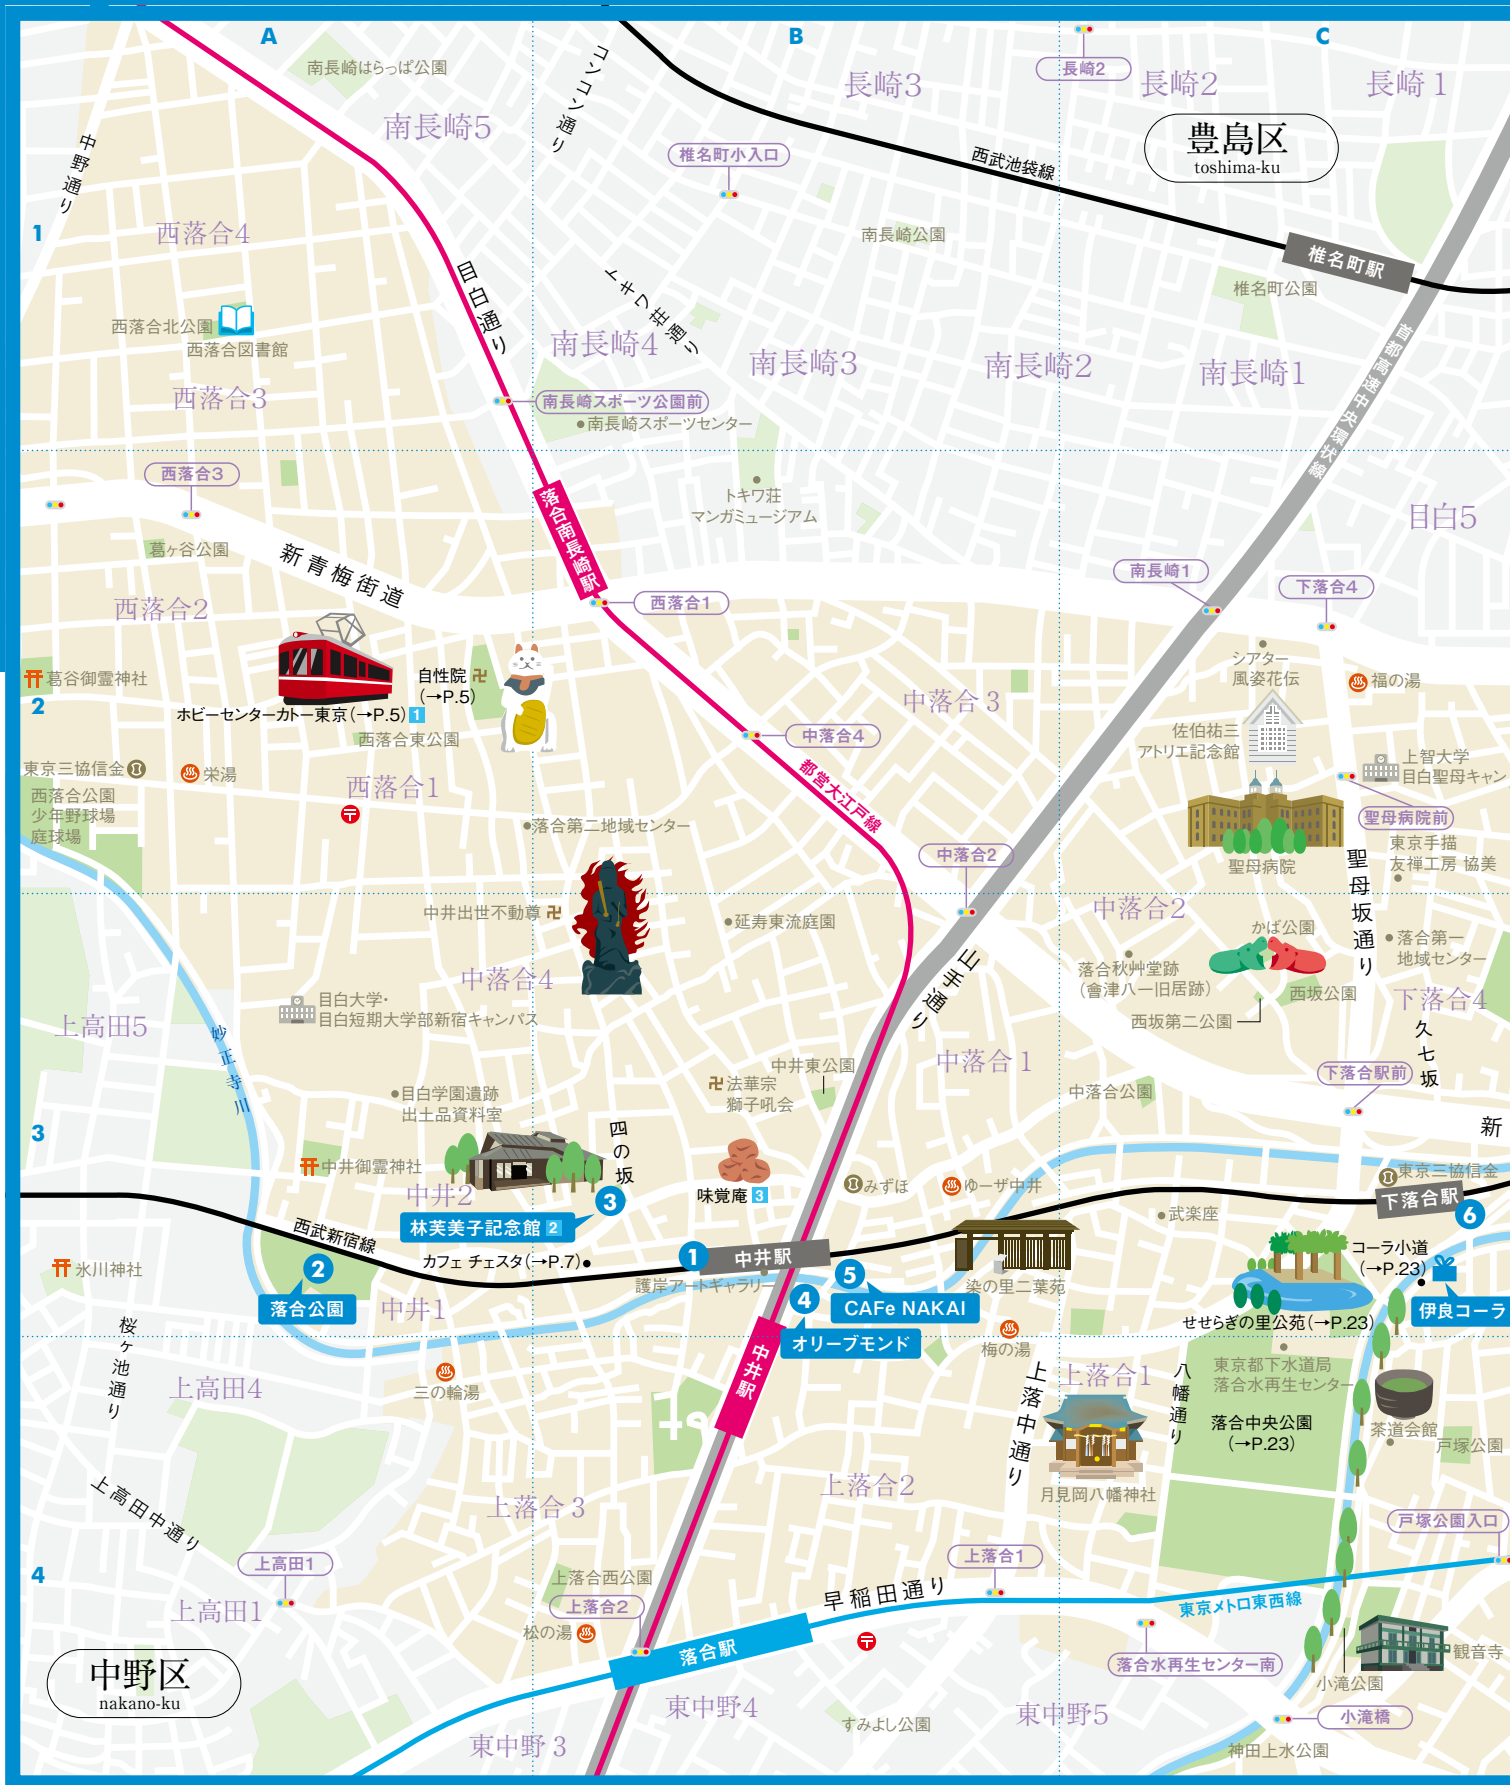 A
B
C
南長崎はらっぱ公園
コンコン通り
長崎2
長崎3
長崎2
長崎1
南長崎5
豊島区
toshima-ku
中野通り
椎名町小入口
西武池袋線
1
西落合4
南長崎公園
椎名町駅
目白通り
トキワ荘通り
椎名町公園
西落合北公園
西落合図書館
南長崎4
南長崎3
南長崎2
南長崎1
首都高速中央環状線
西落合3
南長崎スポーツ公園前
南長崎スポーツセンター
西落合3
落合南長崎駅
トキワ荘
マンガミュージアム
目白5
葛ヶ谷公園
新青梅街道
南長崎1
下落合4
西落合2
西落合1
シアター
風姿花伝
葛谷御霊神社
自性院
(→P.5)
福の湯
2
ホビーセンターカトー東京(→P.5) 1
中落合3
西落合東公園
中落合4
佐伯祐三
アトリエ記念館
上智大学
目白聖母キャン
東京三協信金
栄湯
都営大江戸線
西落合公園
少年野球場
庭球場
西落合1
聖母病院前
落合第二地域センター
東京手描
友禅工房 協美
中落合2
聖母病院
聖母坂通り
中井出世不動尊
延寿東流庭園
中落合2
かば公園
落合第一
地域センター
中落合4
山手通り
落合秋艸堂跡
(會津八一旧居跡)
西坂公園
目白大学・
目白短期大学部新宿キャンパス
下落合4
西坂第二公園
上高田5
妙正寺川
久七坂
中落合1
中井東公園
下落合駅前
法華宗
獅子吼会
中落合公園
目白学園遺跡
出土品資料室
3
四の坂
新
中井御霊神社
東京三協信金
中井2
味覚庵 3
みずほ
ゆーザ中井
下落合駅
3
林芙美子記念館 2
武楽座
6
西武新宿線
カフェ チェスタ(→P.7)
1
中井駅
コーラ小道
(→P.23)
氷川神社
2
護岸アートギャラリー
5
染の里二葉苑
落合公園
中井1
4
CAFe NAKAI
伊良コーラ
せせらぎの里公苑(→P.23)
桜ヶ池通り
オリーブモンド
中井駅
梅の湯
上落中通り
上落合1
八幡通り
東京都下水道局
落合水再生センター
上高田4
三の輪湯
落合中央公園
(→P.23)
茶道会館
戸塚公園
上高田中通り
上落合3
上落合2
月見岡八幡神社
戸塚公園入口
4
上高田1
上落合西公園
上落合1
上落合2
早稲田通り
上高田1
東京メトロ東西線
松の湯
落合駅
中野区
nakano-ku
落合水再生センター南
観音寺
小滝公園
東中野4
東中野5
小滝橋
すみよし公園
東中野3
神田上水公園